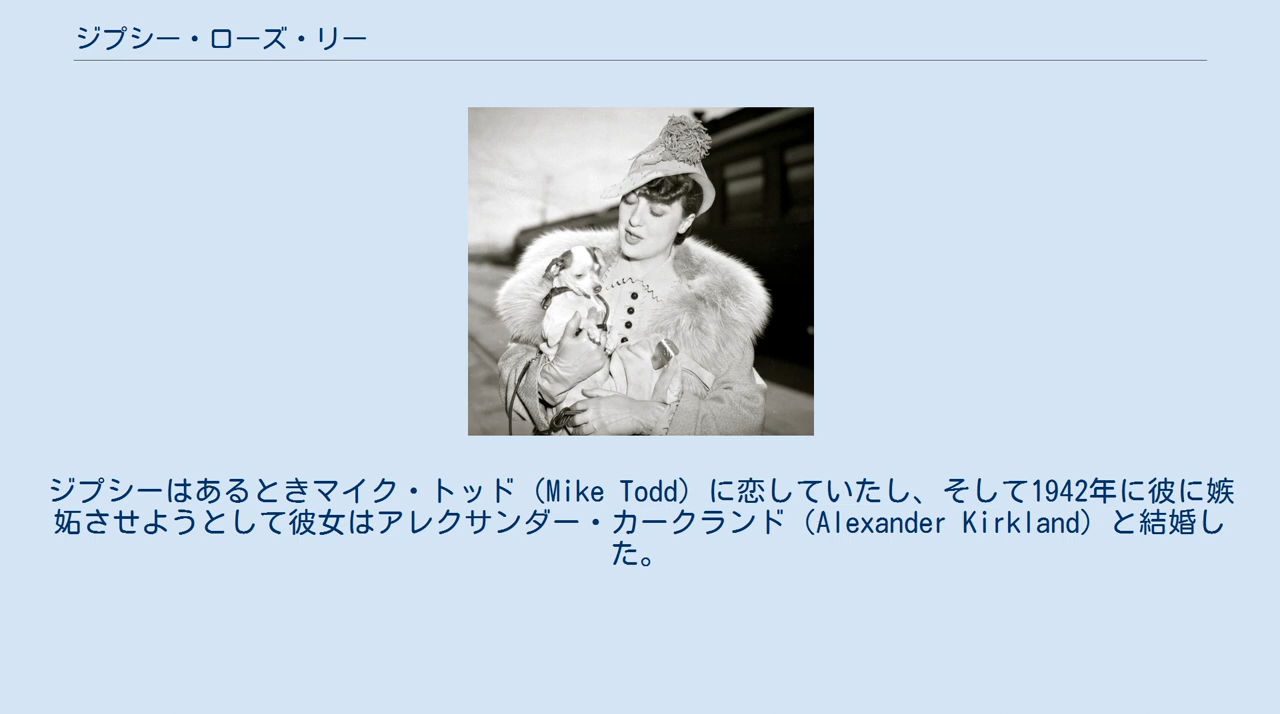 ジプシー・ローズ・リー
ジプシーはあるときマイク・トッド（Mike Todd）に恋していたし、そして1942年に彼に嫉
妬させようとして彼女はアレクサンダー・カークランド（Alexander Kirkland）と結婚し
た。